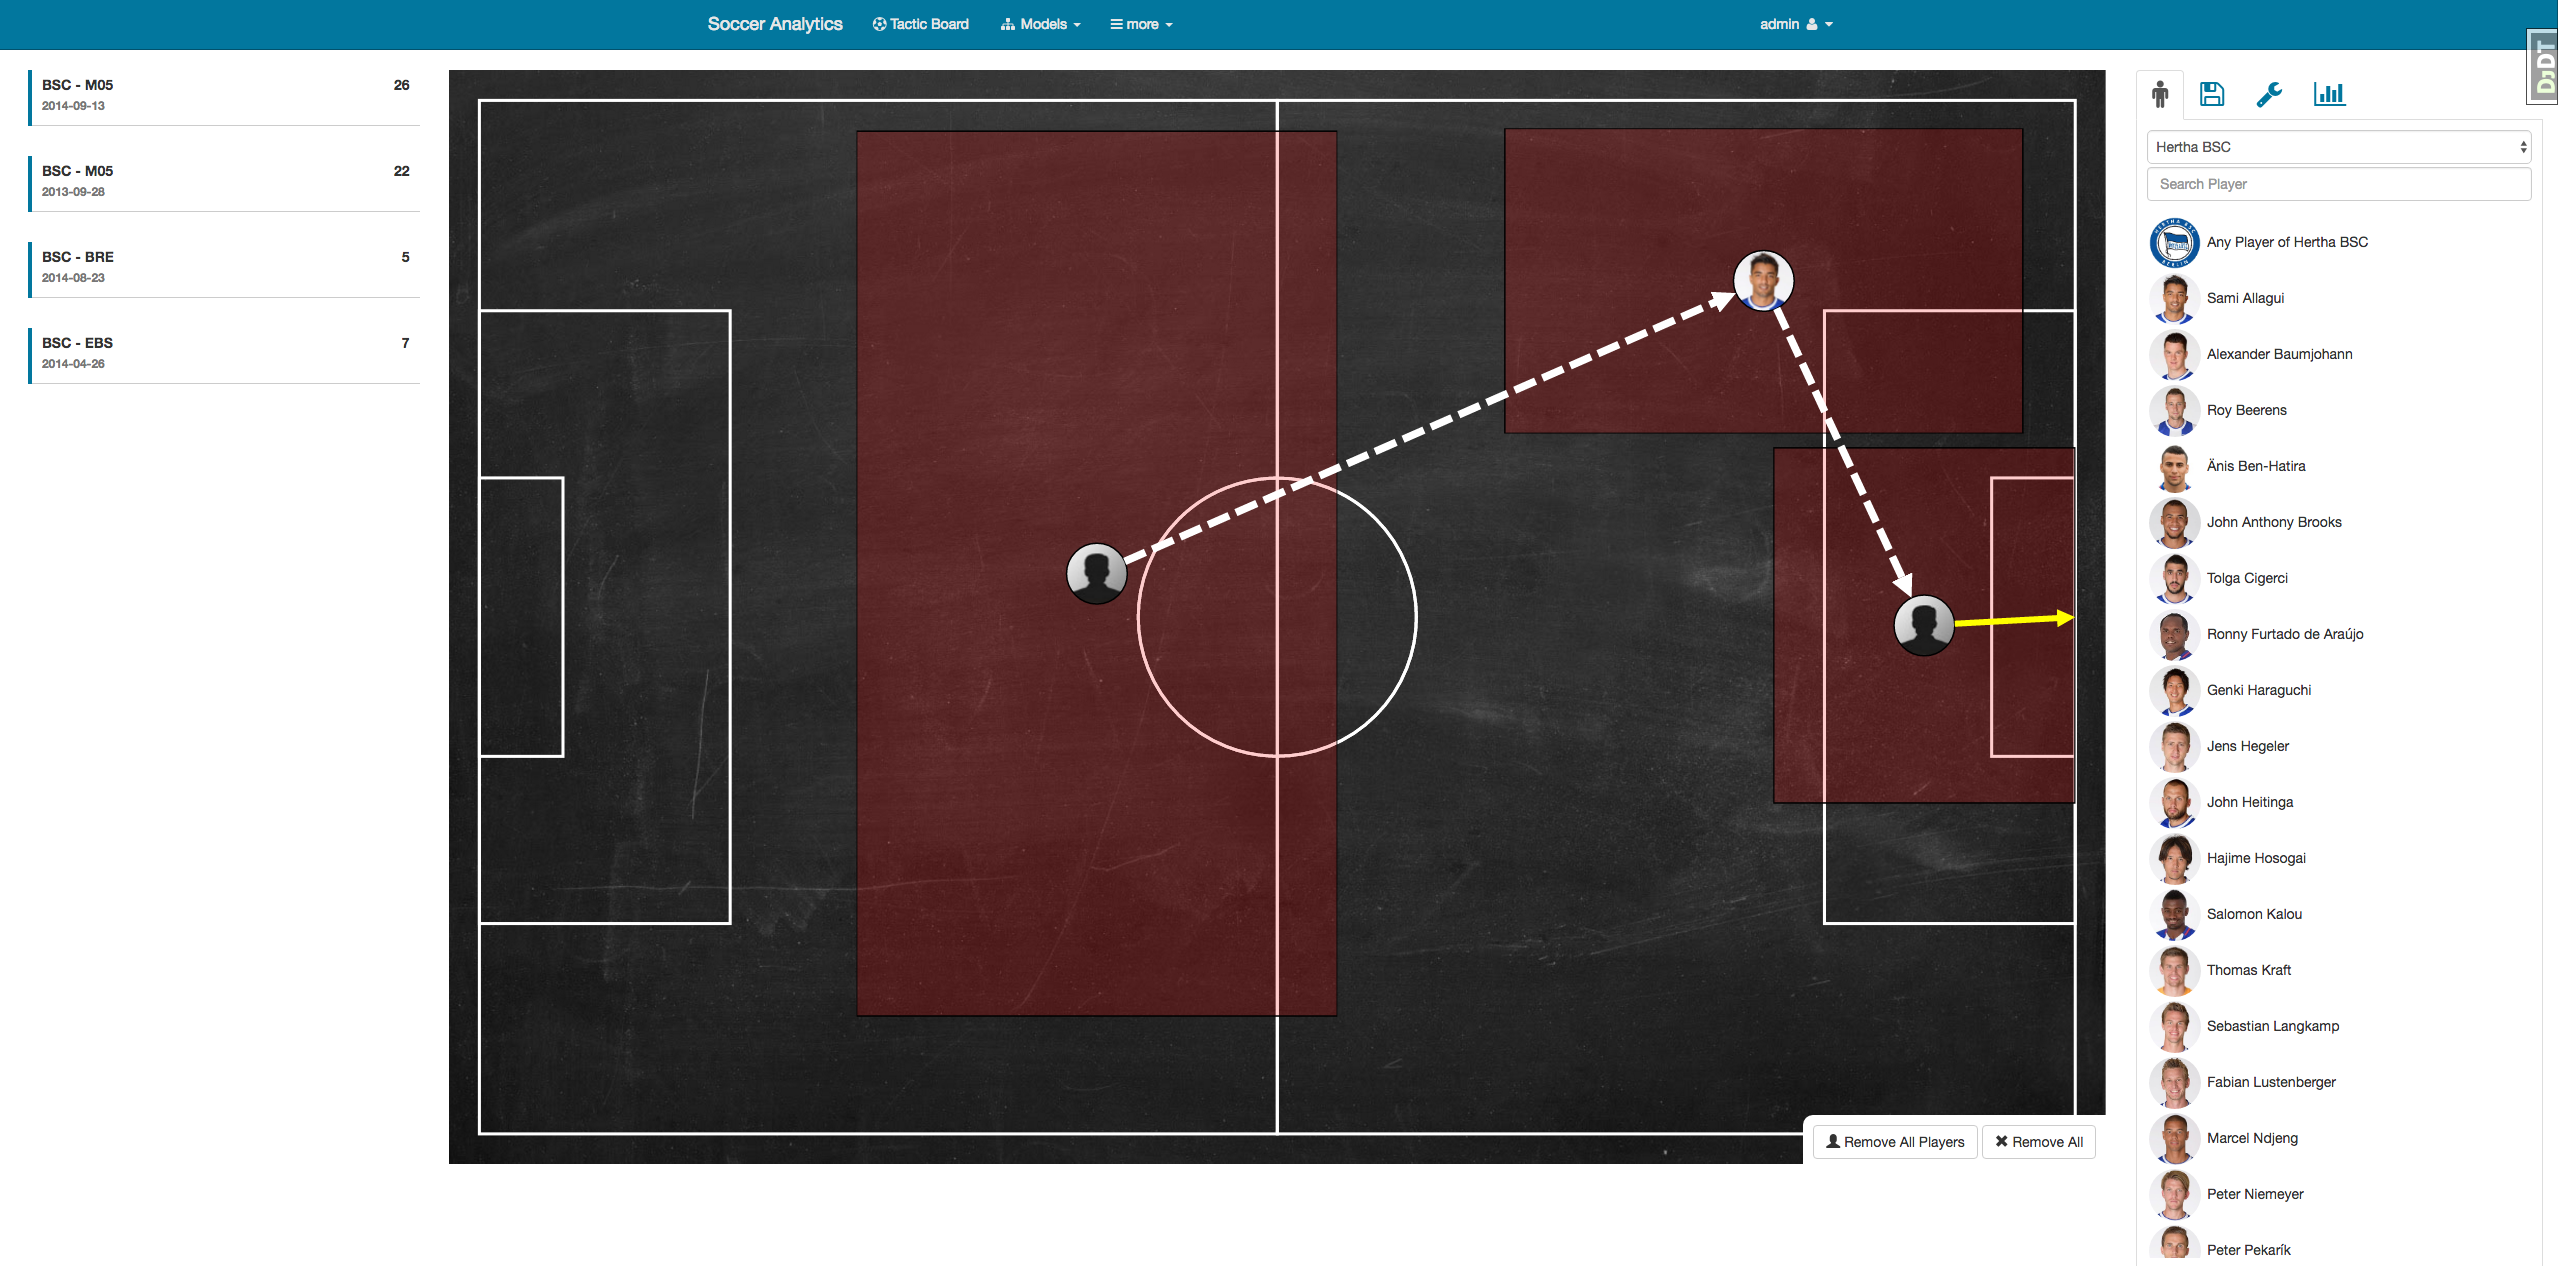 Soccer Analytics Tactic Board Models more admin
DJDT
BSC - M05 26
2014-09-13
BSC - M05 22
2013-09-28
BSC - BRE 5
2014-08-23
BSC - EBS 7
2014-04-26
Remove All Players Remove All
Hertha BSC
Search Player
HERTHA BSC
BERLIN
Any Player of Hertha BSC
Sami Allagui
Alexander Baumjohann
Roy Beerens
Änis Ben-Hatira
John Anthony Brooks
Tolga Cigerci
Ronny Furtado de Araújo
Genki Haraguchi
Jens Hegeler
John Heitinga
Hajime Hosogai
Salomon Kalou
Thomas Kraft
Sebastian Langkamp
Fabian Lustenberger
Marcel Ndjeng
Peter Niemeyer
Peter Pekarík